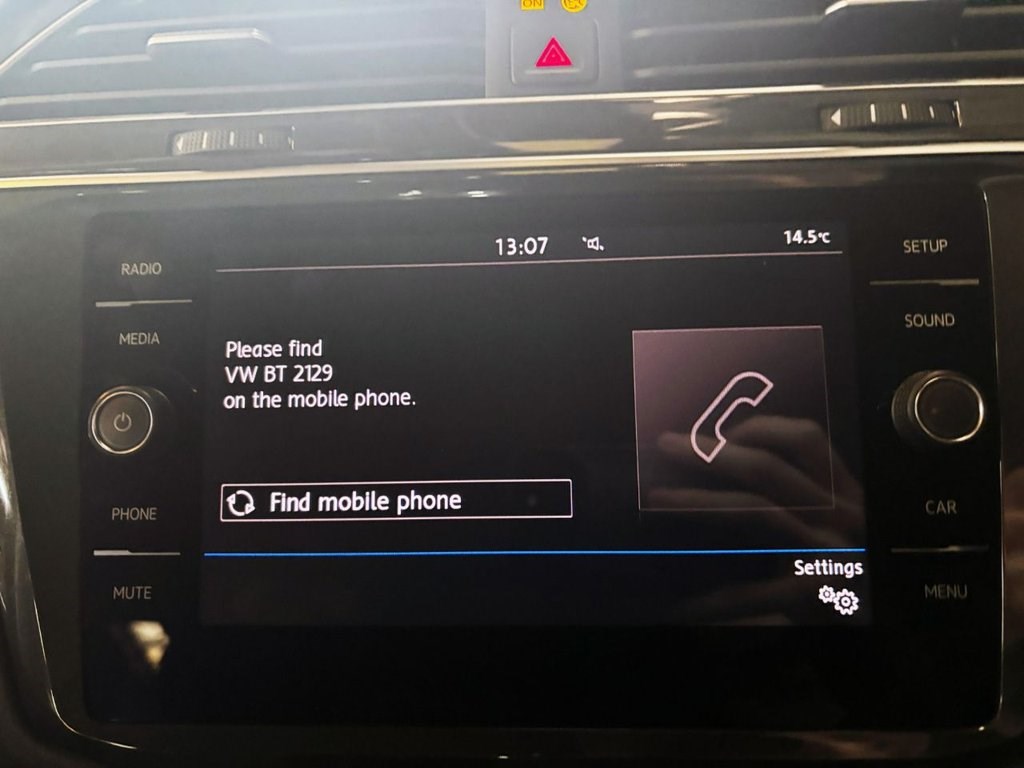 ON
13:07
14.5°C
RADIO
MEDIA
PHONE
MUTE
Please find
VW BT 2129
on the mobile phone.
Find mobile phone
Settings
SETUP
SOUND
CAR
MENU